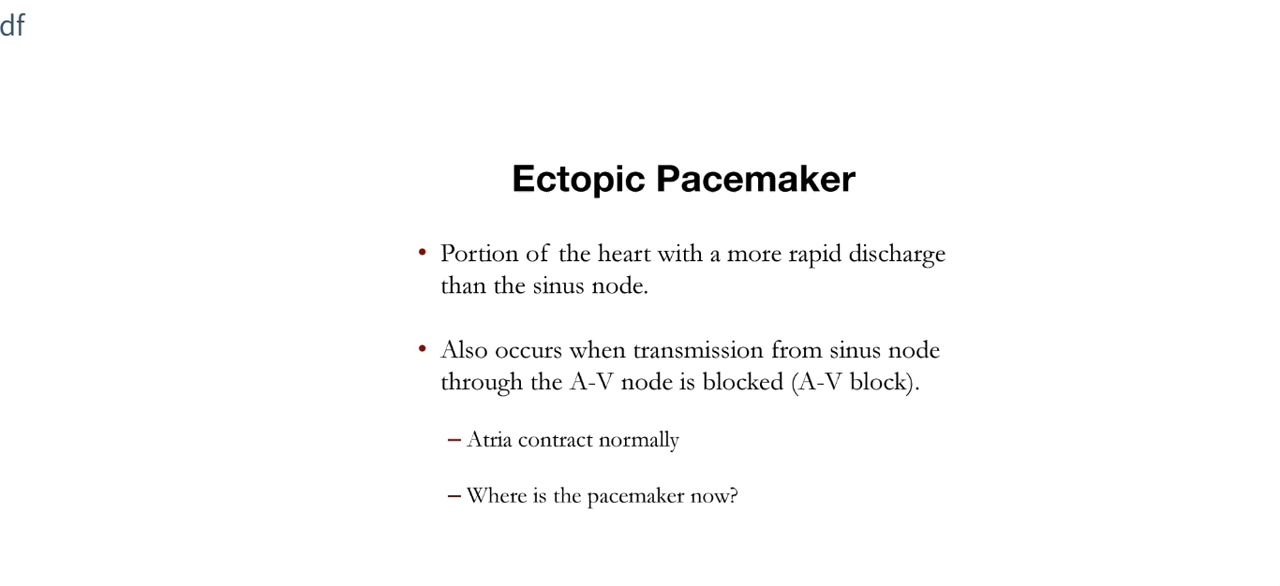 df
Ectopic Pacemaker
• Portion of the heart with a more rapid discharge
than the sinus node.
• Also occurs when transmission from sinus node
through the A-V node is blocked (A-V block).
– Atria contract normally
– Where is the pacemaker now?